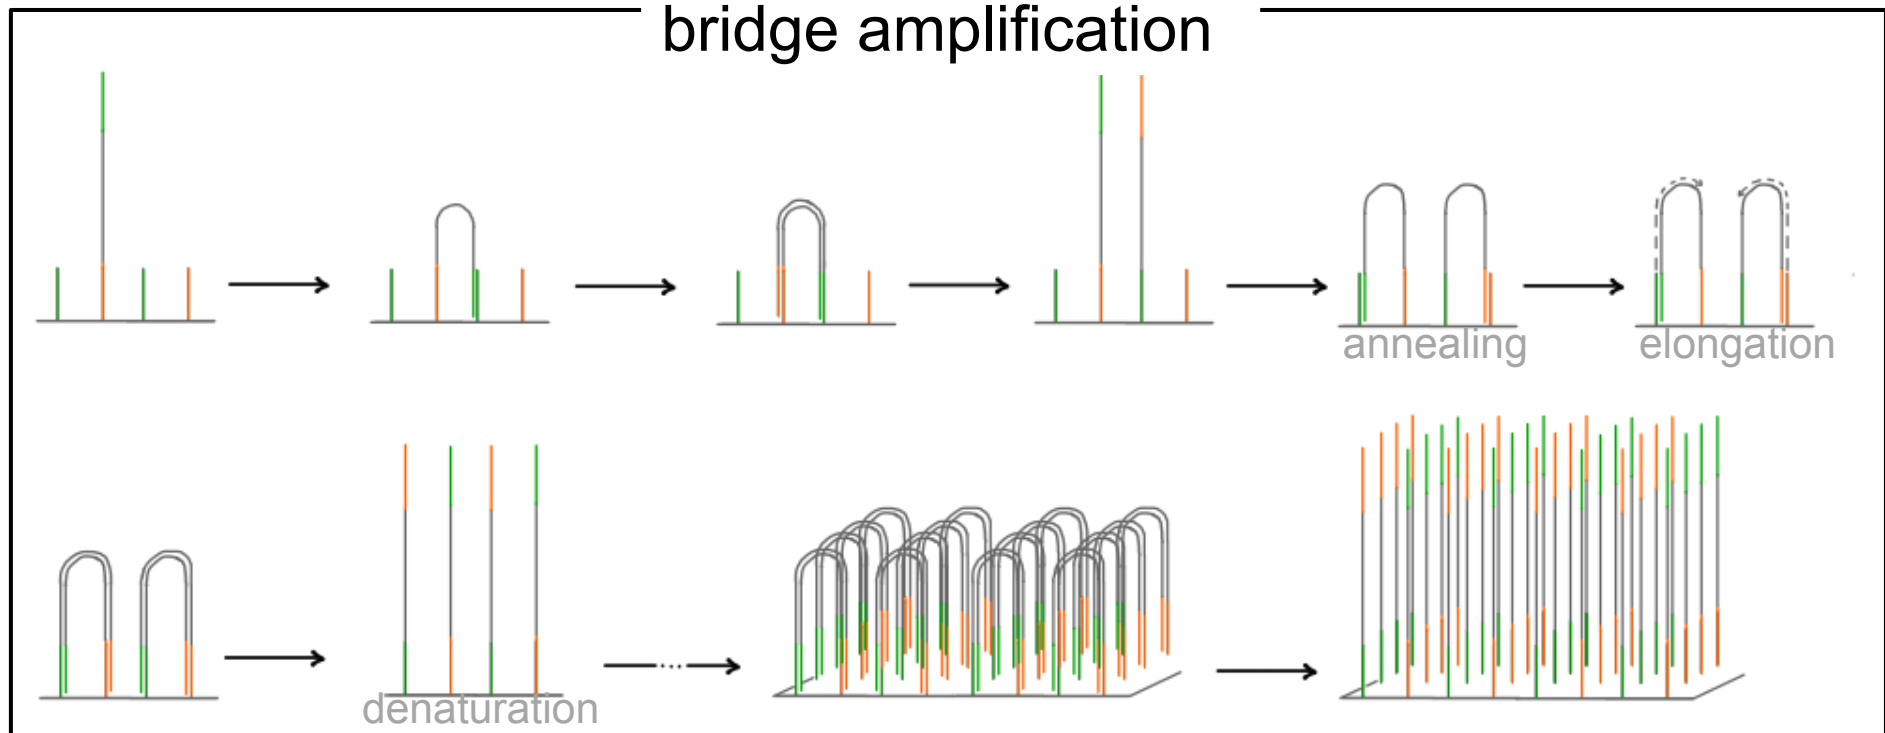 bridge amplification
annealing
elongation
denaturation